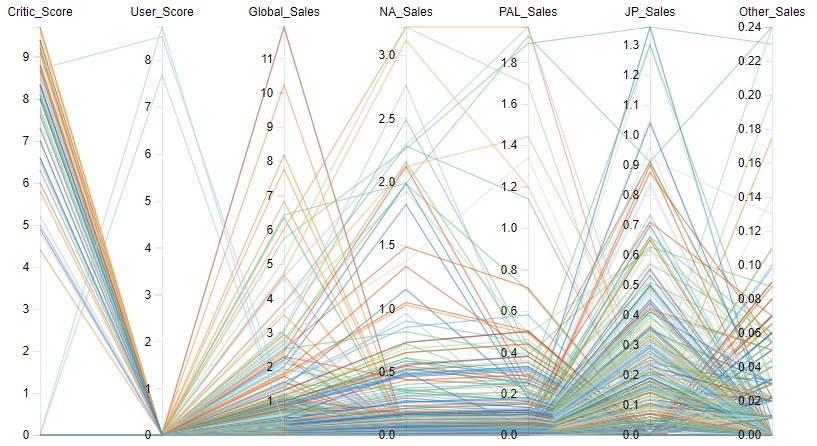 Critic_Score User_Score Global_Sales NA_Sales PAL_Sales JP_Sales Other_Sales
0 1 2 3 4 5 6 7 8 9
0 1 2 3 4 5 6 7 8
1 2 3 4 5 6 7 8 9 10 11
0.0 0.5 1.0 1.5 2.0 2.5 3.0
0.0 0.2 0.4 0.6 0.8 1.0 1.2 1.4 1.6 1.8
0.0 0.1 0.2 0.3 0.4 0.5 0.6 0.7 0.8 0.9 1.0 1.1 1.2 1.3
0.00 0.02 0.04 0.06 0.08 0.10 0.12 0.14 0.16 0.18 0.20 0.22 0.24